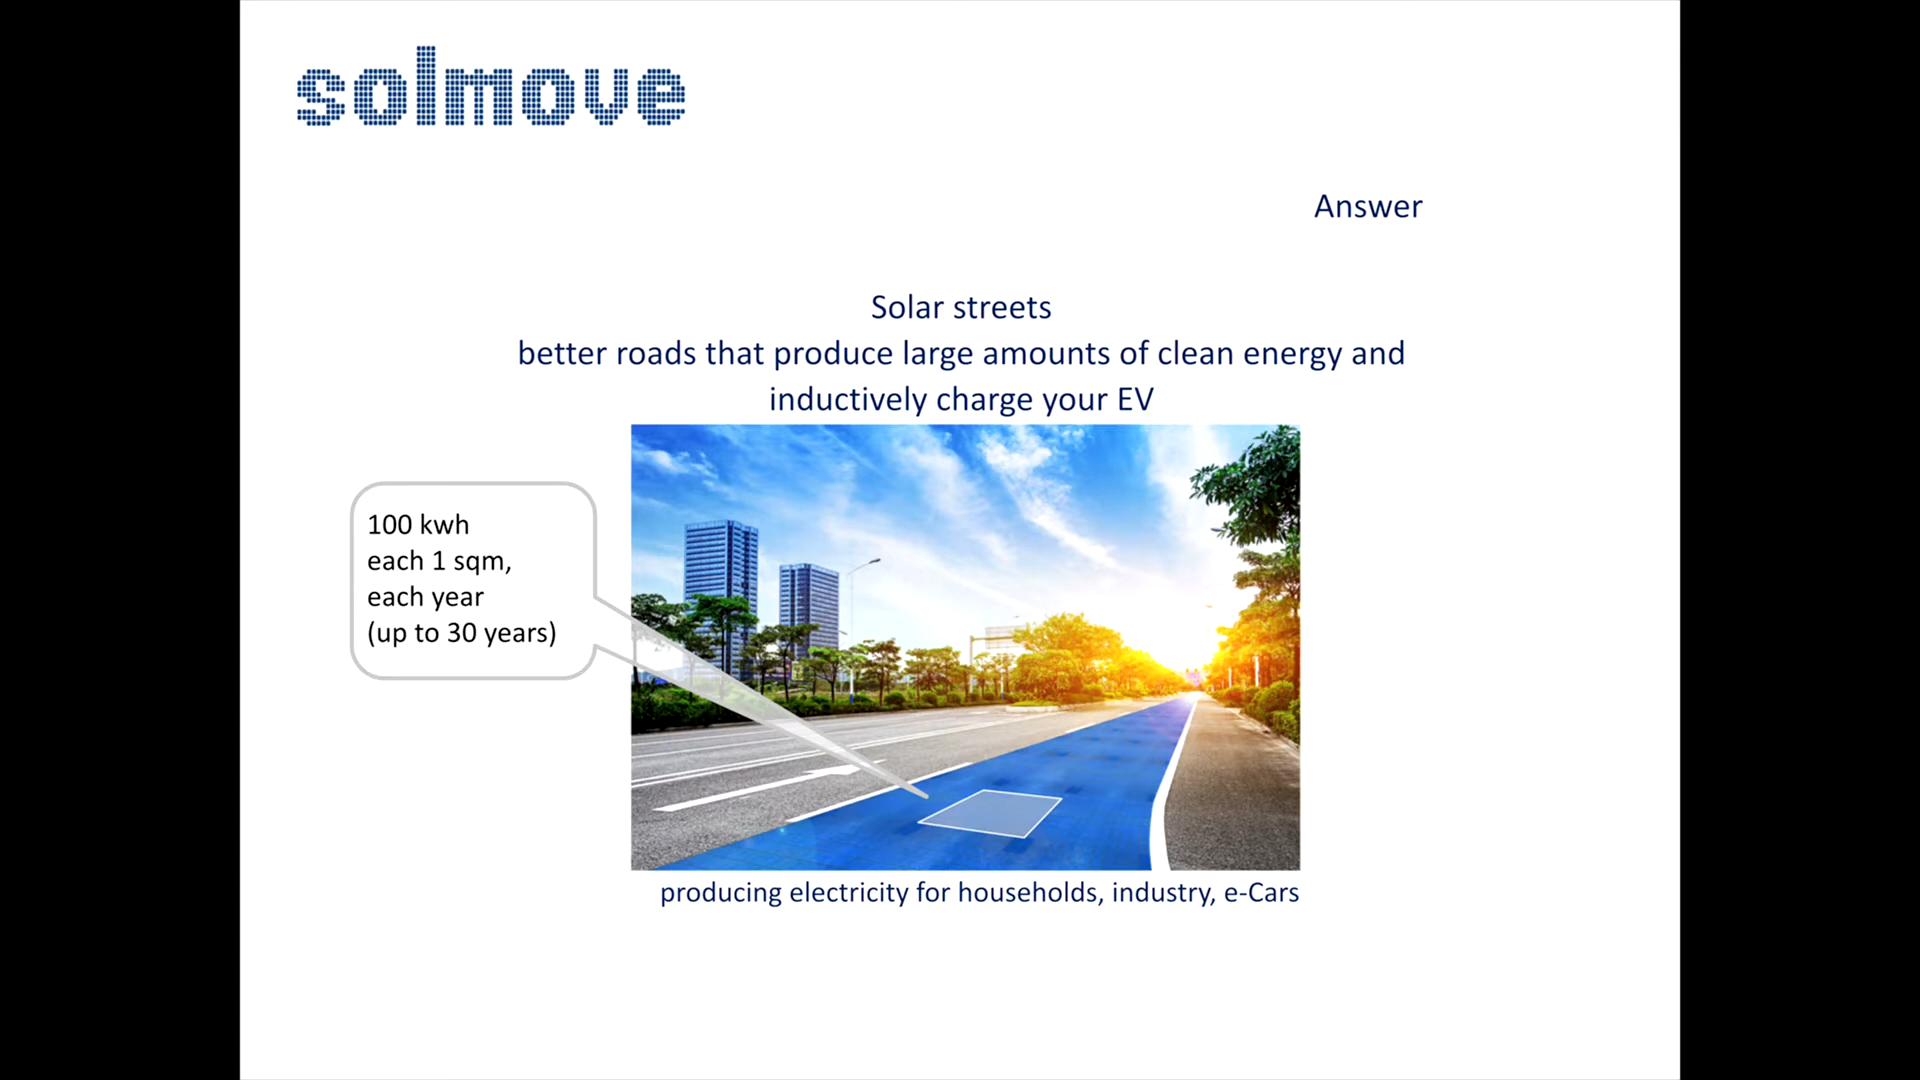 solmove
Answer
Solar streets
better roads that produce large amounts of clean energy and
inductively charge your EV
100 kwh
each 1 sqm,
each year
(up to 30 years)
producing electricity for households, industry, e-Cars